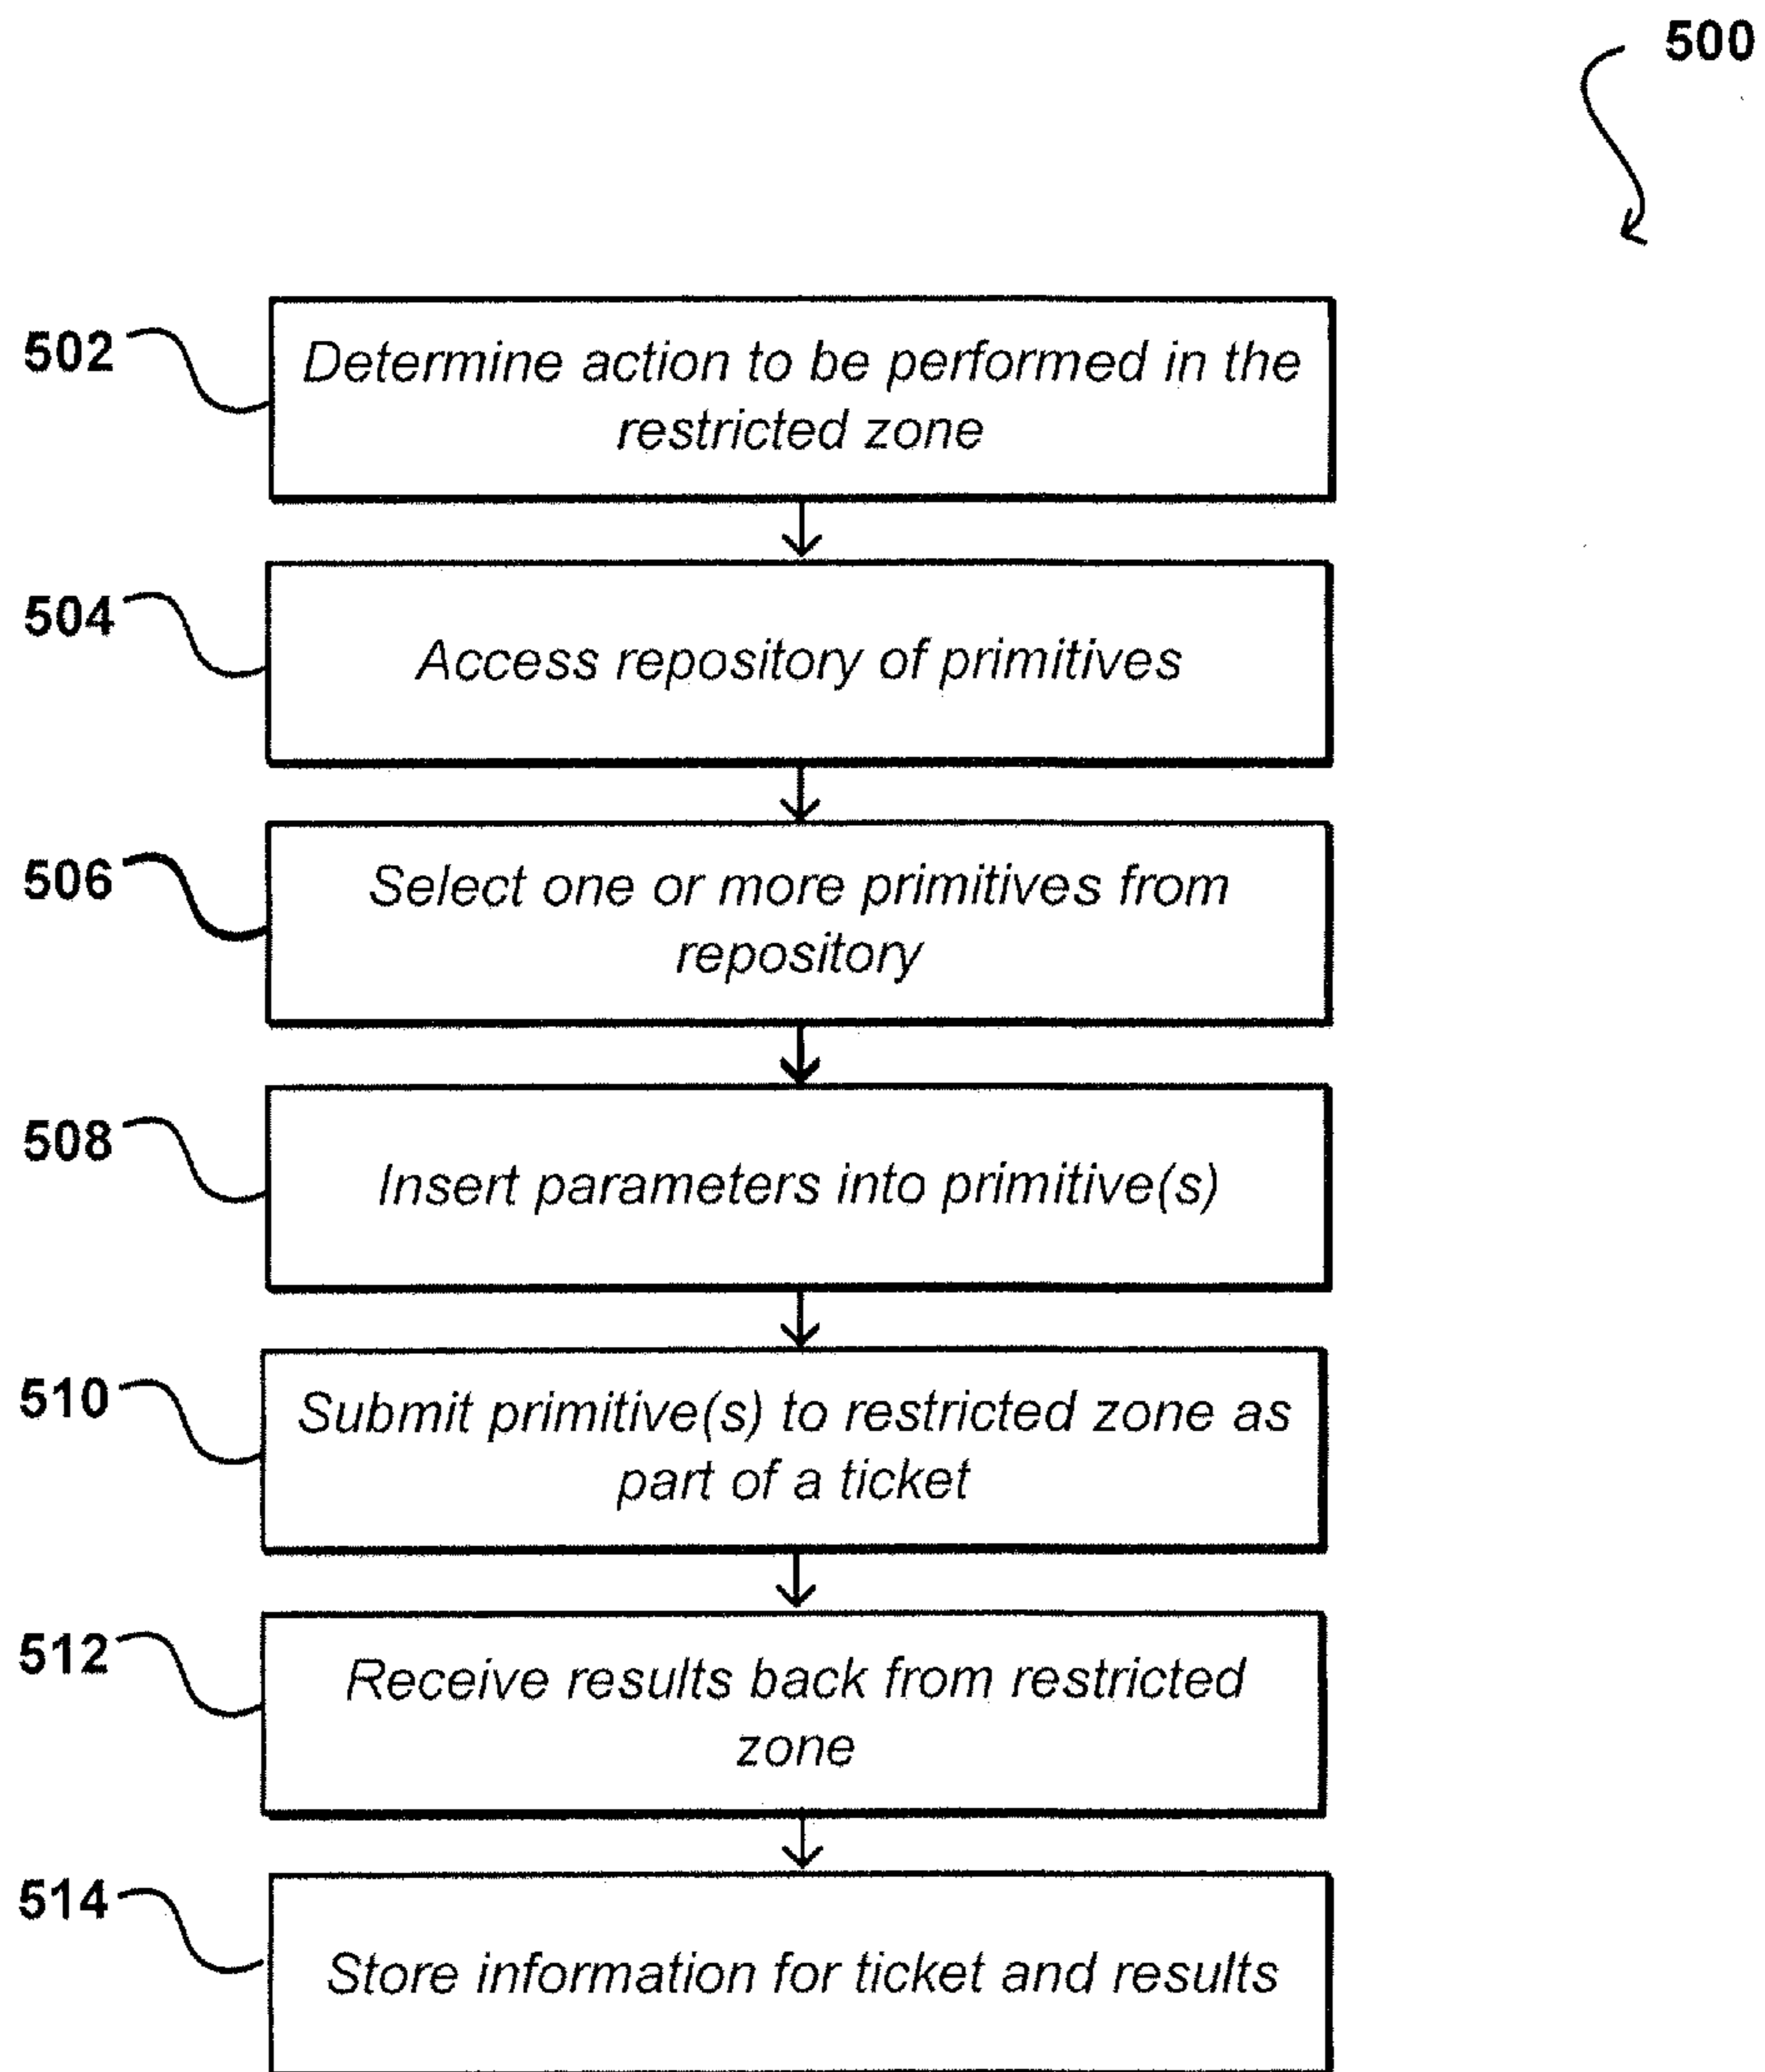 500
502
Determine action to be performed in the
restricted zone
504
Access repository of primitives
506
Select one or more primitives from
repository
508
Insert parameters into primitive(s)
510
Submit primitive(s) to restricted zone as
part of a ticket
512
Receive results back from restricted
zone
514
Store information for ticket and results